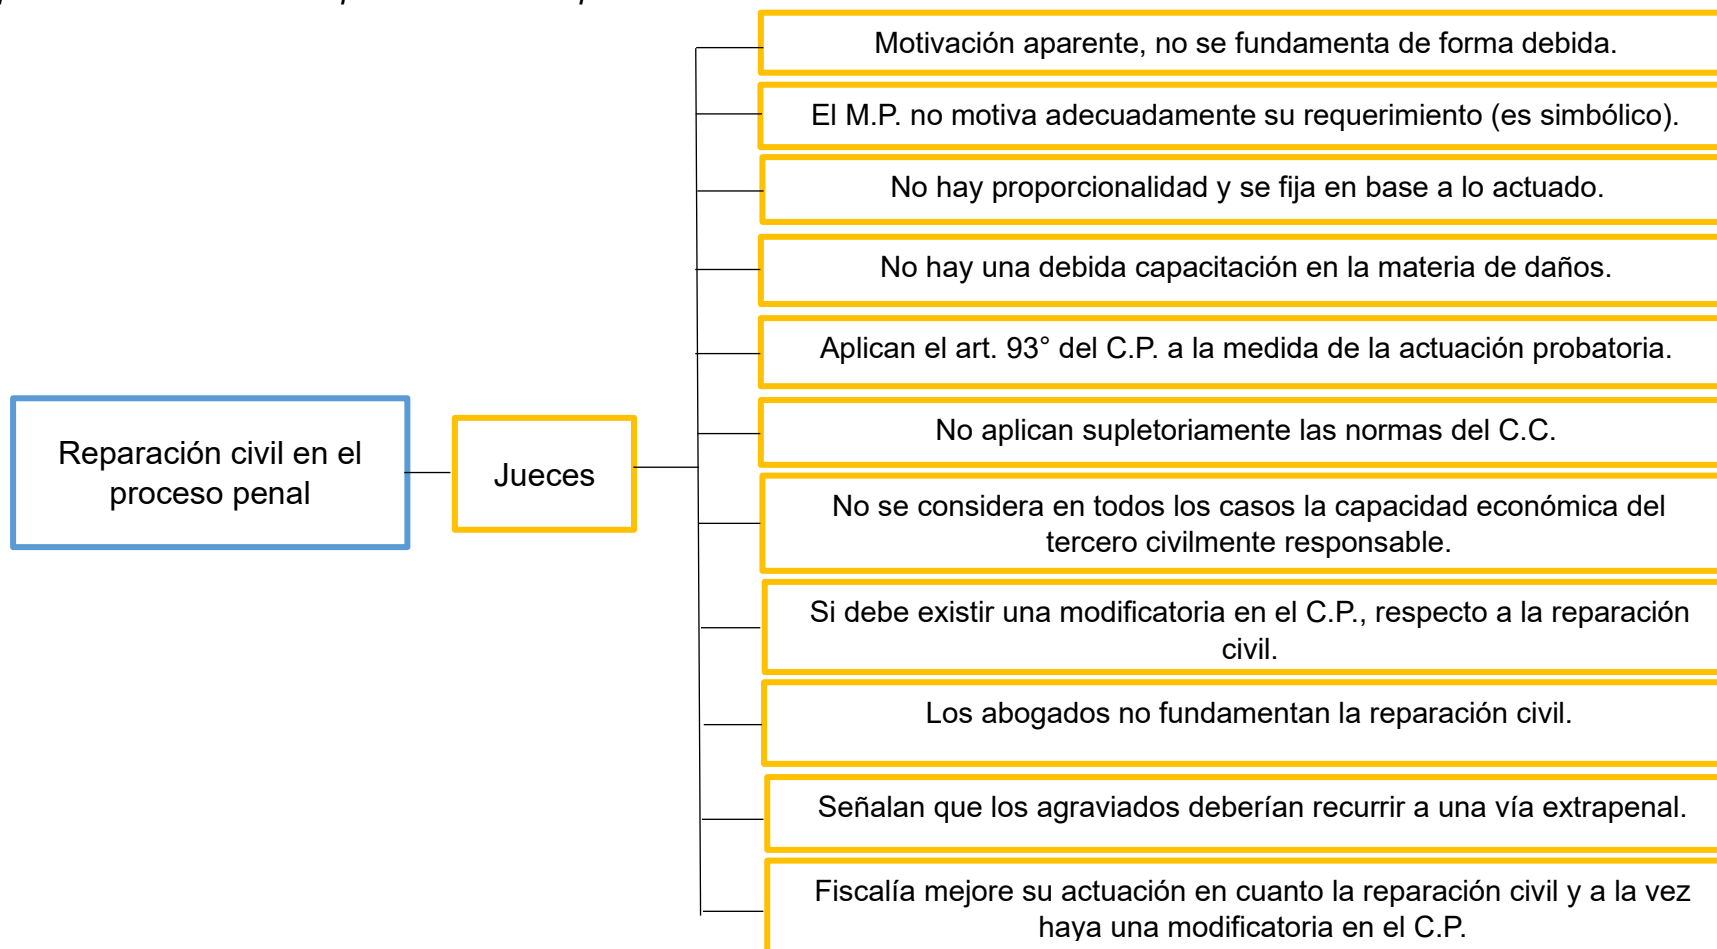 Motivación aparente, no se fundamenta de forma debida.
El M.P. no motiva adecuadamente su requerimiento (es simbólico).
No hay proporcionalidad y se fija en base a lo actuado.
No hay una debida capacitación en la materia de daños.
Aplican el art. 93° del C.P. a la medida de la actuación probatoria.
Reparación civil en el
proceso penal
Jueces
No aplican supletoriamente las normas del C.C.
No se considera en todos los casos la capacidad económica del
tercero civilmente responsable.
Si debe existir una modificatoria en el C.P., respecto a la reparación
civil.
Los abogados no fundamentan la reparación civil.
Señalan que los agraviados deberían recurrir a una vía extrapenal.
Fiscalía mejore su actuación en cuanto la reparación civil y a la vez
haya una modificatoria en el C.P.